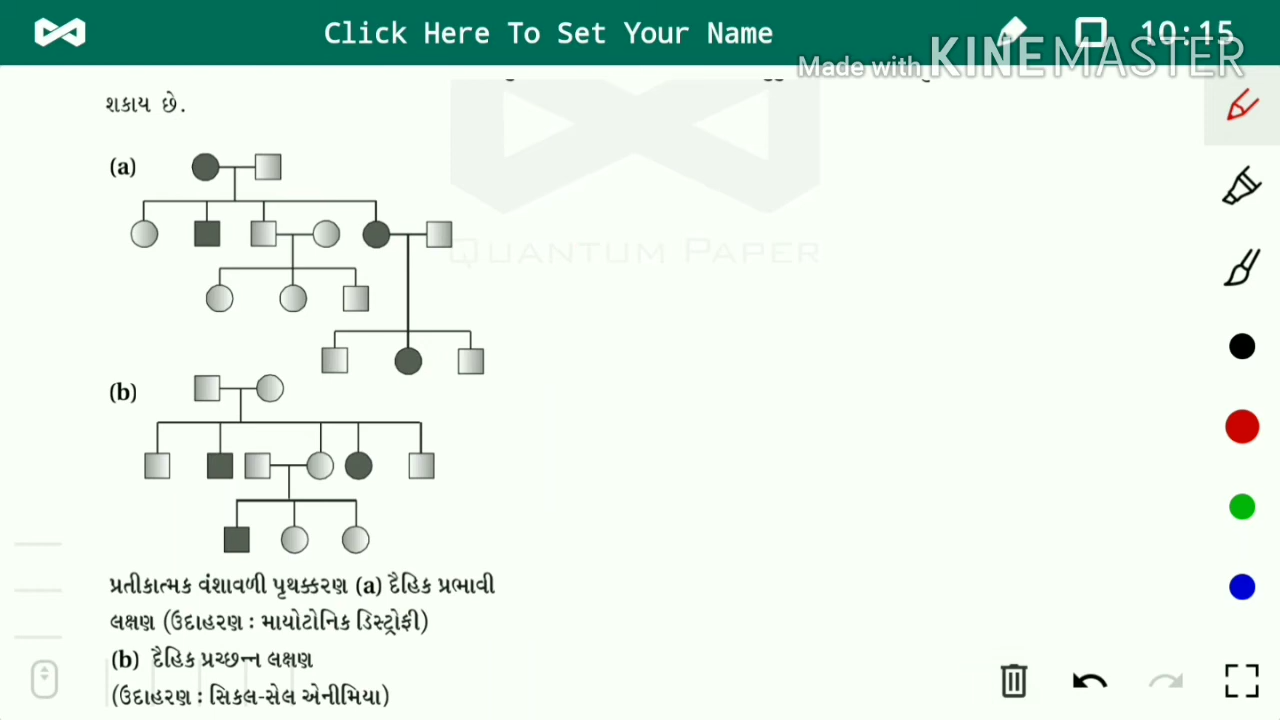 Click Here To Set Your Name
10:15
Made with KINEMASTER
શકાય છે.
(a)
QUANTUM PAPER
(b)
પ્રતીકાત્મક વંશાવળી પૃથક્કરણ (a) દૈહિક પ્રભાવી
લક્ષણ (ઉદાહરણ : માયોટોનિક ડિસ્ટ્રોફી)
(b) દૈહિક પ્રચ્છન્ન લક્ષણ
(ઉદાહરણ : સિકલ-સેલ એનીમિયા)